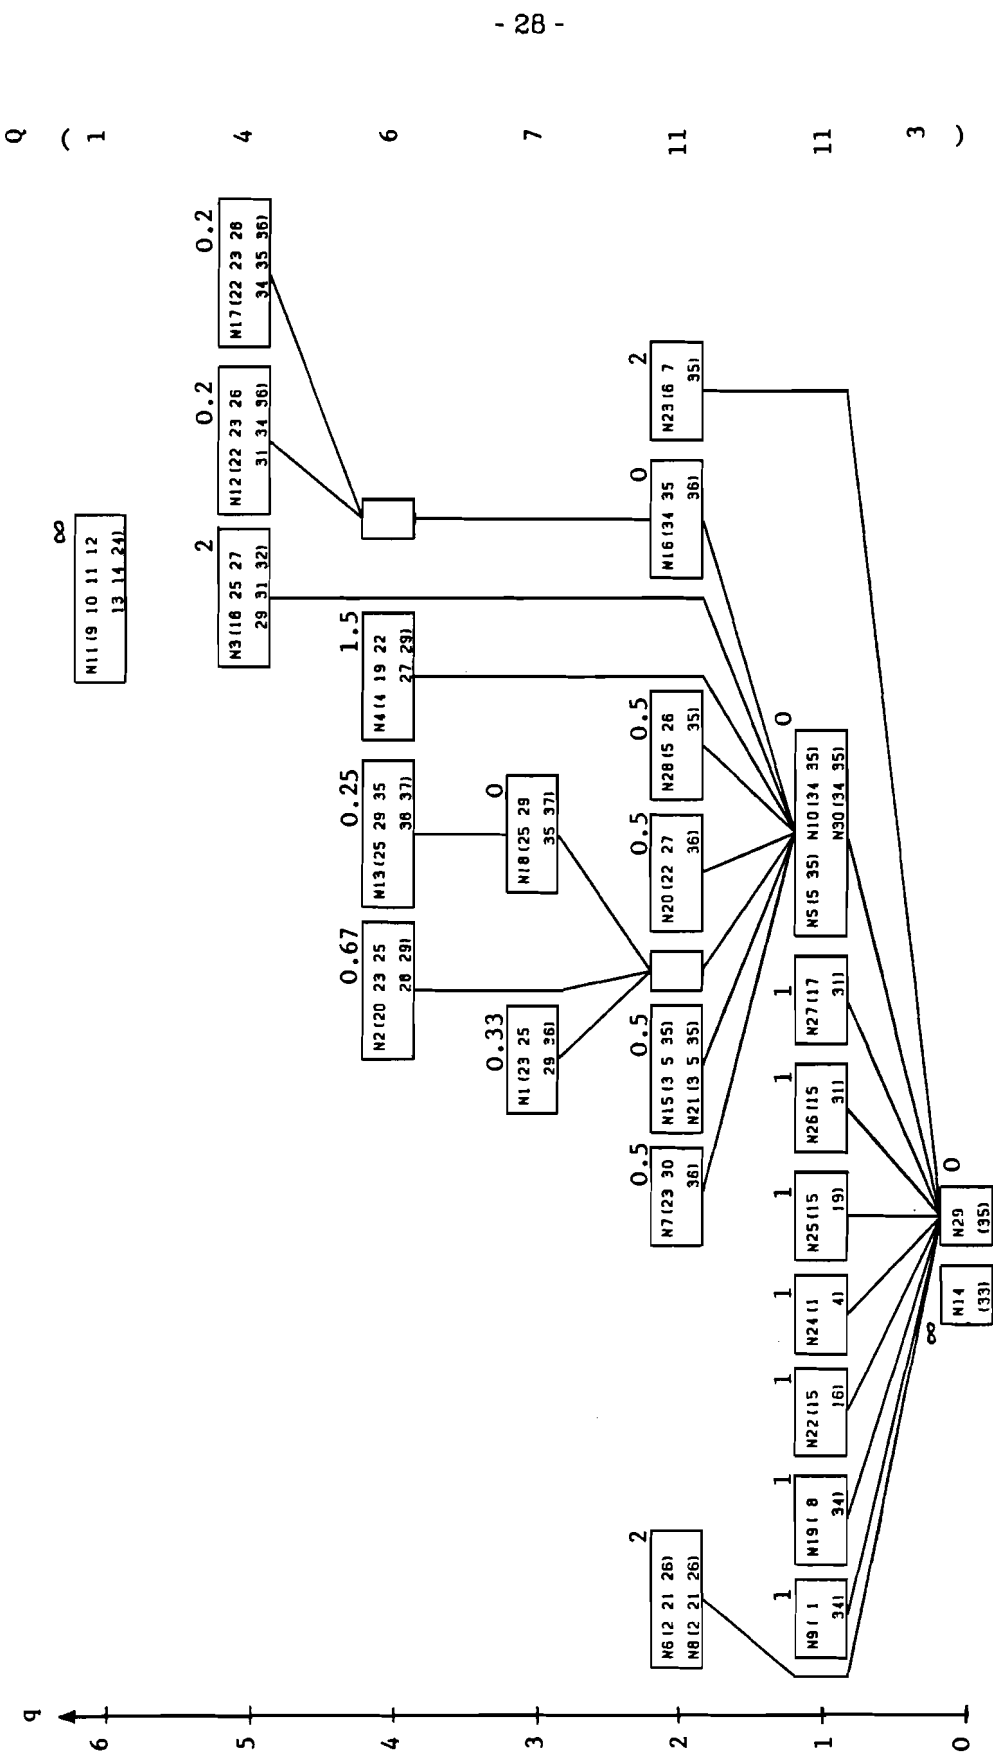 - 28 -
Q
( 1 4 6 7 11 11 3 )
q
6
5
4
3
2
1
0
∞
N11(9 10 11 12
13 14 24)
2
N3(18 25 27
29 31 32)
0.2
N12(22 23 26
31 34 36)
0.2
N17(22 23 28
34 35 36)
0.67
N2(20 23 25
28 29)
0.25
N13(25 29 35
36 37)
1.5
N4(4 19 22
27 29)
0.33
N1(23 25
29 36)
0
N18(25 29
35 37)
2
N6(2 21 26)
N8(2 21 26)
0.5
N7(23 30
36)
0.5
N15(3 5 35)
N21(3 5 35)
0.5
N20(22 27
36)
0.5
N28(5 26
35)
0
N16(34 35
36)
2
N23(6 7
35)
1
N9( 1
34)
1
N19( 8
34)
1
N22(15
16)
1
N24(1
4)
1
N25(15
19)
1
N26(15
31)
1
N27(17
31)
0
N5(5 35) N10(34 35)
N30(34 35)
∞
N14
(33)
0
N29
(35)